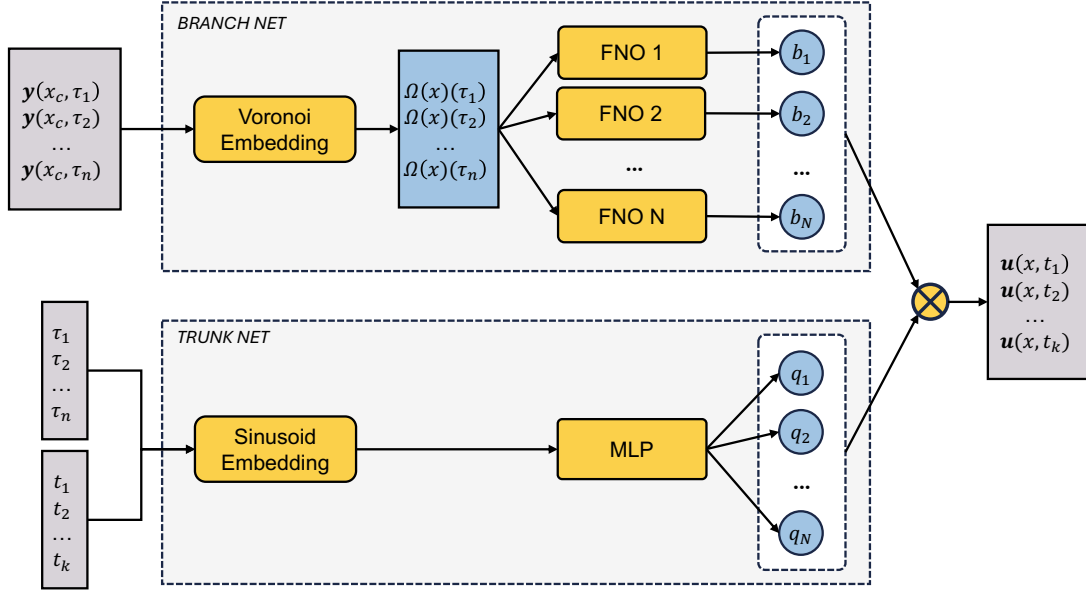 BRANCH NET
y(x_c, τ_1)
y(x_c, τ_2)
...
y(x_c, τ_n)
Voronoi
Embedding
Ω(x)(τ_1)
Ω(x)(τ_2)
...
Ω(x)(τ_n)
FNO 1
FNO 2
...
FNO N
b_1
b_2
...
b_N
TRUNK NET
τ_1
τ_2
...
τ_n
t_1
t_2
...
t_k
Sinusoid
Embedding
MLP
q_1
q_2
...
q_N
u(x, t_1)
u(x, t_2)
...
u(x, t_k)